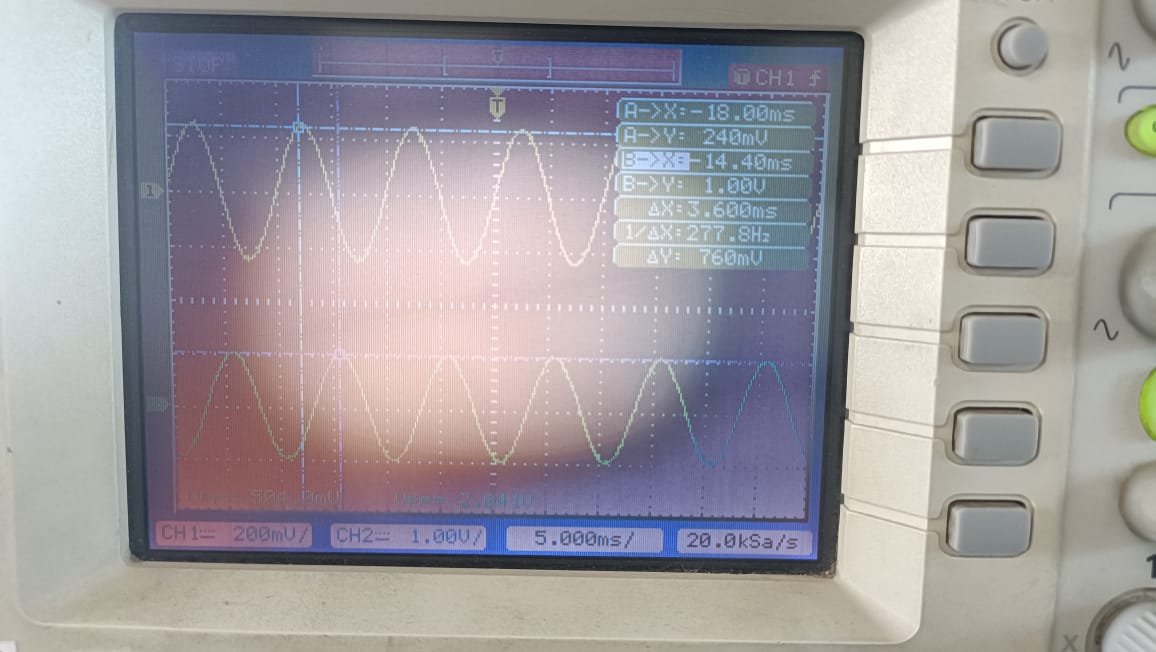 STOP
T
T CH1
T
A->X:-18.00ms
A->Y: 240mV
B->X:-14.40ms
B->Y: 1.00V
ΔX:3.600ms
1/ΔX:277.8Hz
ΔY: 760mV
1
CH1 200mV/ CH2 1.00V/ 5.000ms/ 20.0kSa/s
X